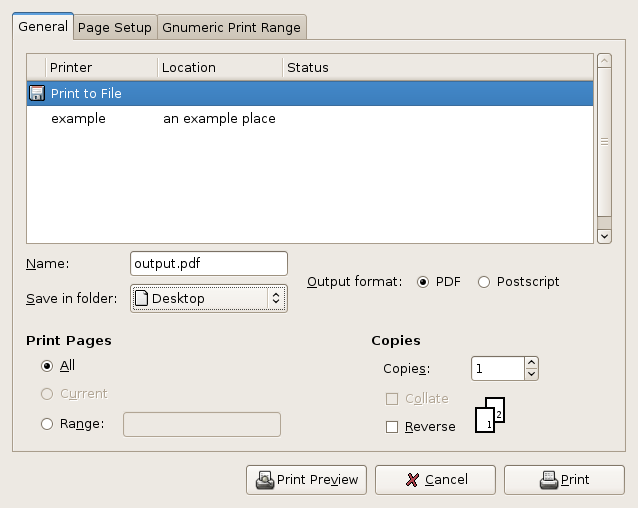 General Page Setup Gnumeric Print Range
Printer Location Status
Print to File
example an example place
Name: output.pdf
Output format: PDF Postscript
Save in folder: Desktop
Print Pages Copies
All Copies: 1
Current Collate
Range: Reverse
1 2
Print Preview Cancel Print